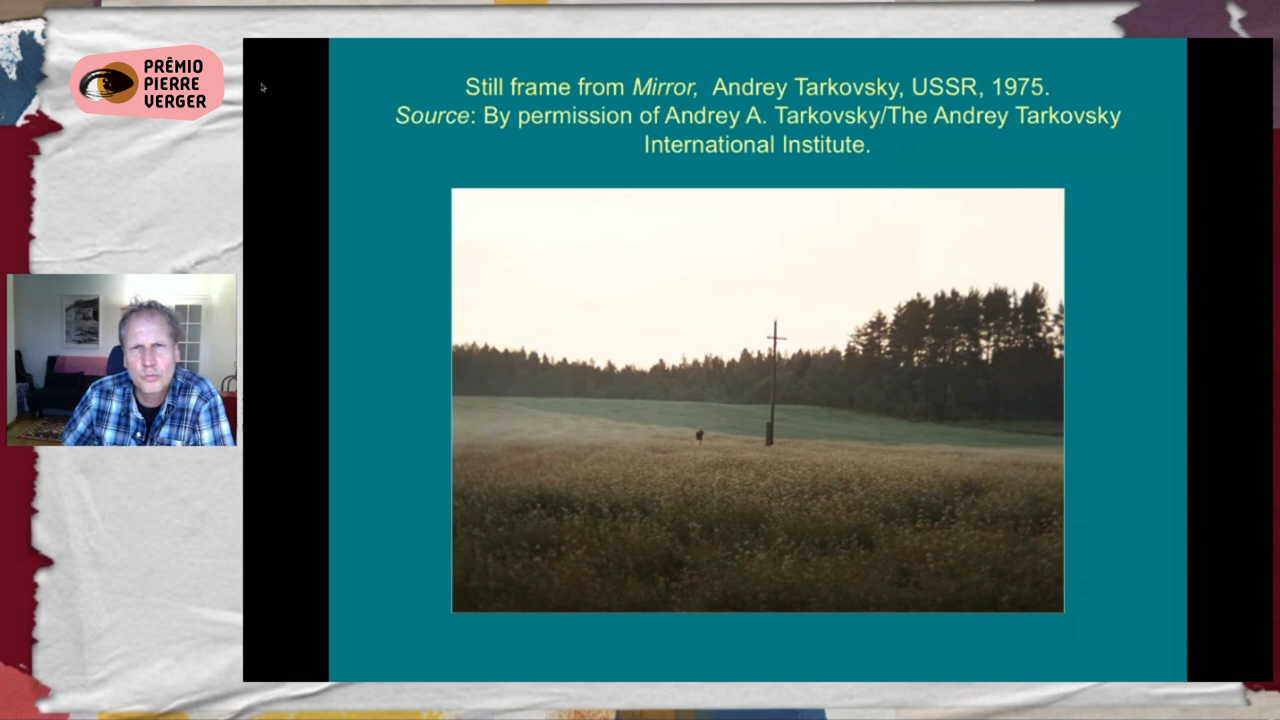 PRÊMIO
PIERRE
VERGER
Still frame from Mirror, Andrey Tarkovsky, USSR, 1975.
Source: By permission of Andrey A. Tarkovsky/The Andrey Tarkovsky
International Institute.